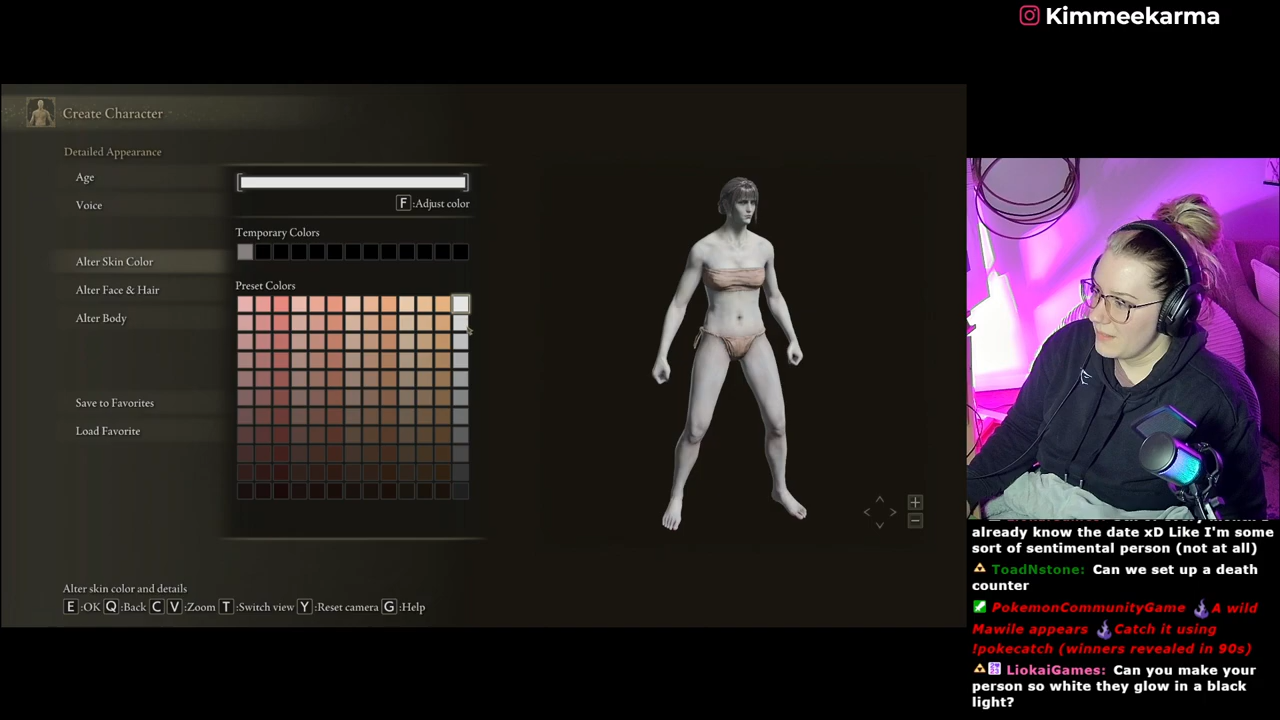 Kimmeekarma
Create Character
Detailed Appearance
Age
Voice
Alter Skin Color
Alter Face & Hair
Alter Body
Save to Favorites
Load Favorite
F :Adjust color
Temporary Colors
Preset Colors
Alter skin color and details
E :OK Q :Back C V :Zoom T :Switch view Y :Reset camera G :Help
already know the date xD Like I'm some
sort of sentimental person (not at all)
ToadNstone: Can we set up a death
counter
PokemonCommunityGame A wild
Mawile appears Catch it using
!pokecatch (winners revealed in 90s)
LiokaiGames: Can you make your
person so white they glow in a black
light?